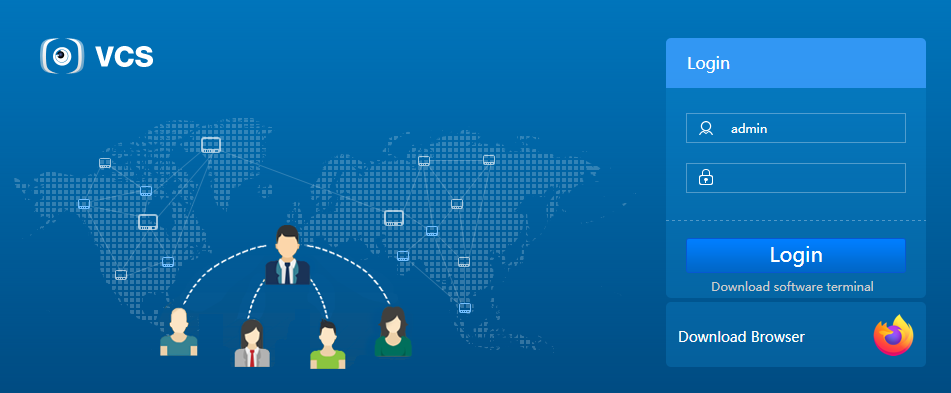 VCS
Login
admin
Login
Download software terminal
Download Browser